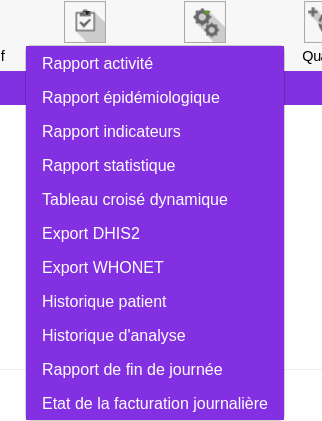 f
Qu
Rapport activité
Rapport épidémiologique
Rapport indicateurs
Rapport statistique
Tableau croisé dynamique
Export DHIS2
Export WHONET
Historique patient
Historique d'analyse
Rapport de fin de journée
Etat de la facturation journalière